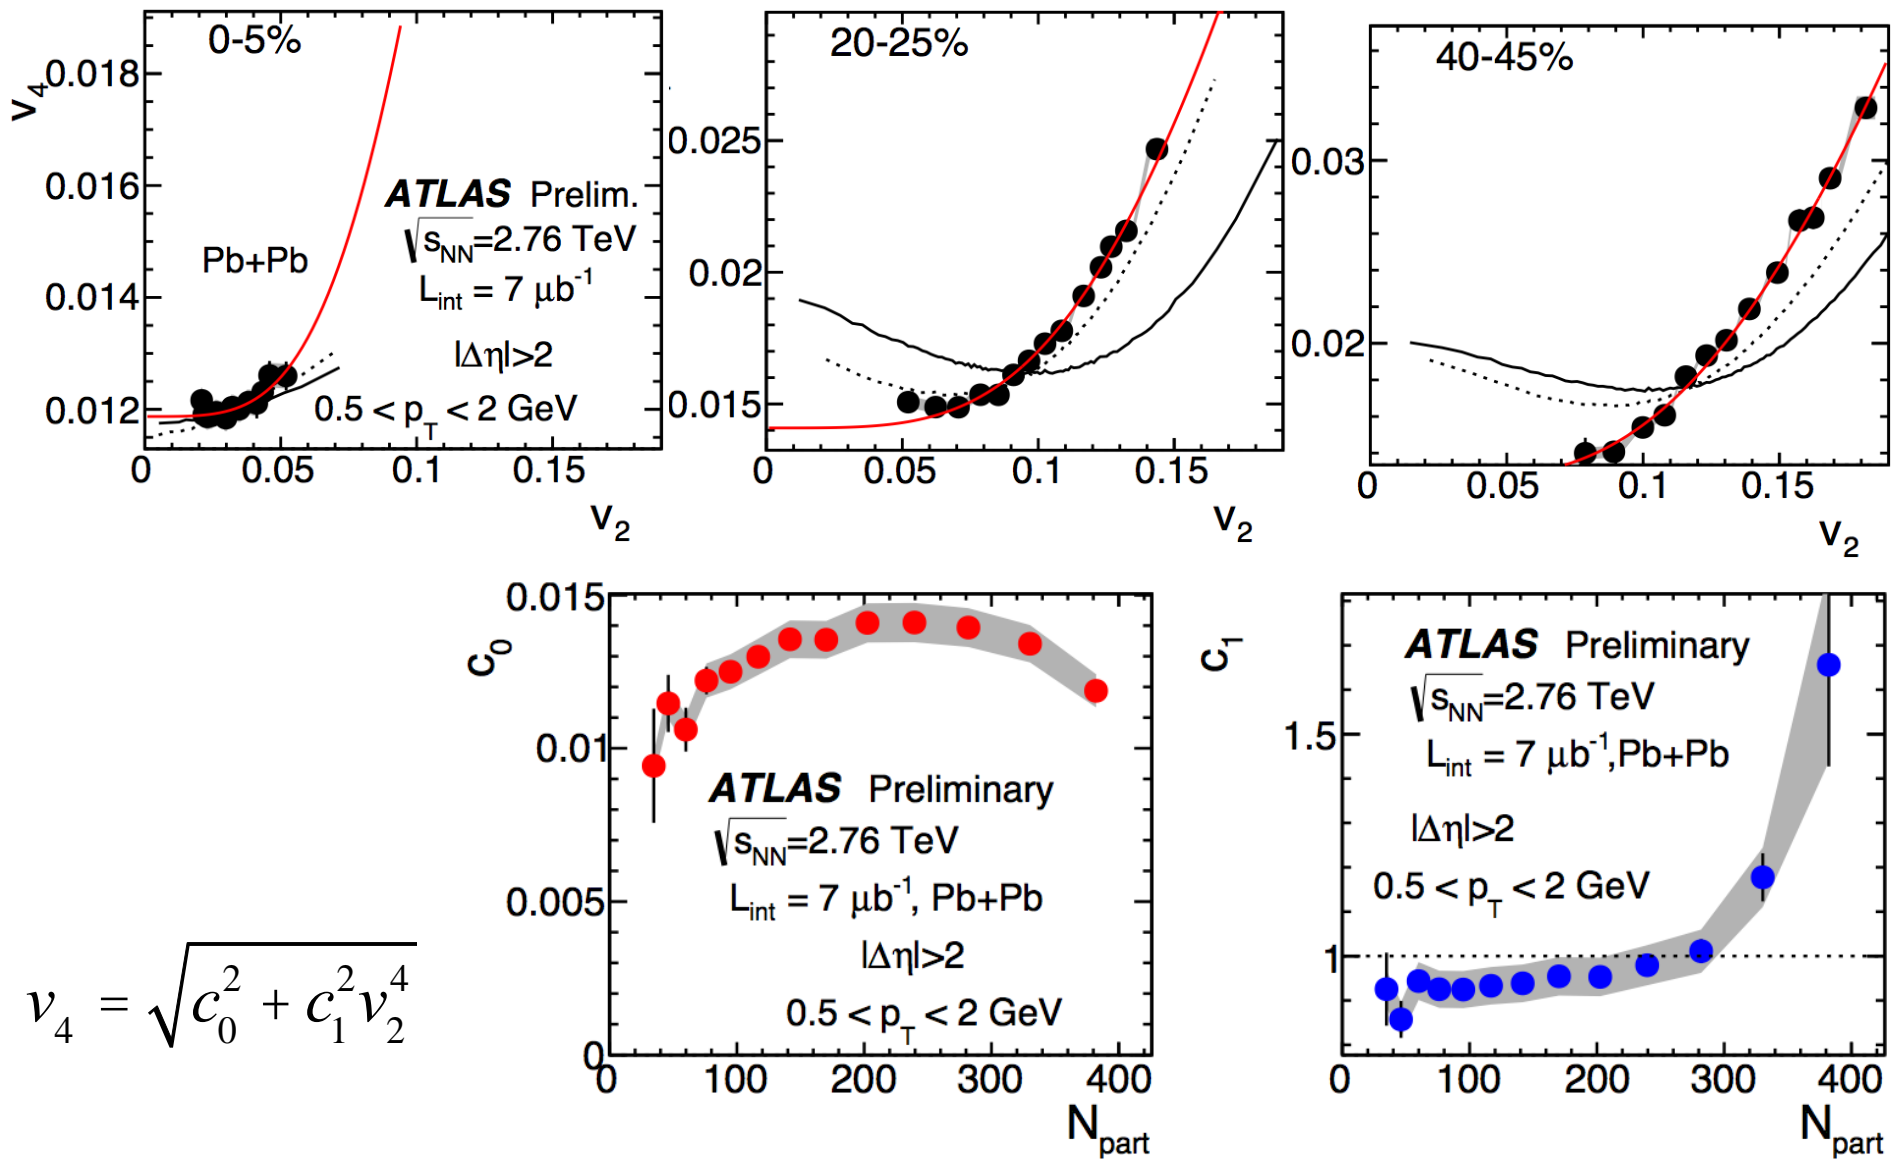 0-5%
v4
0.018
0.016
0.014
0.012
ATLAS Prelim.
√sNN=2.76 TeV
Pb+Pb
Lint = 7 μb-1
|Δη|>2
0.5 < pT < 2 GeV
0 0.05 0.1 0.15
v2
20-25%
0.025
0.02
0.015
0 0.05 0.1 0.15
v2
40-45%
0.03
0.02
0 0.05 0.1 0.15
v2
v4 = √c0^2 + c1^2 v2^4
c0
0.015
0.01
0.005
0
ATLAS Preliminary
√sNN=2.76 TeV
Lint = 7 μb-1, Pb+Pb
|Δη|>2
0.5 < pT < 2 GeV
0 100 200 300 400
Npart
c1
1.5
1
ATLAS Preliminary
√sNN=2.76 TeV
Lint = 7 μb-1,Pb+Pb
|Δη|>2
0.5 < pT < 2 GeV
0 100 200 300 400
Npart